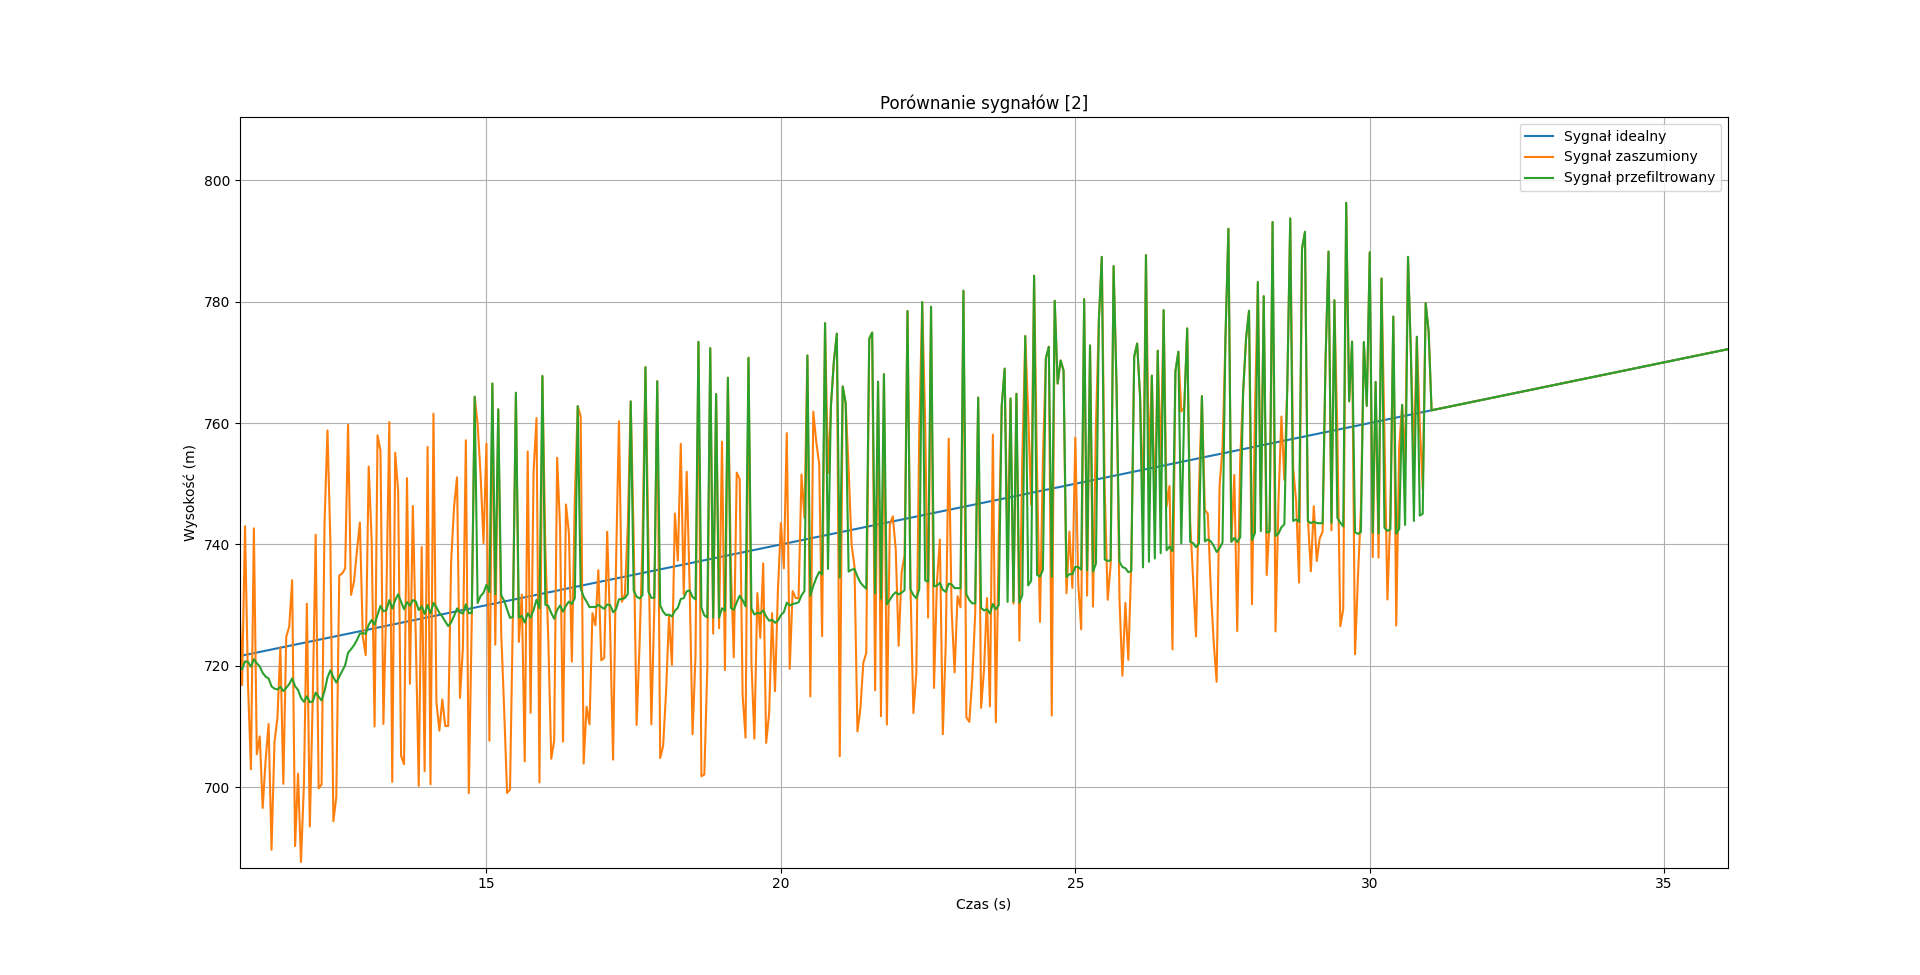 Porównanie sygnałów [2]
Sygnał idealny
Sygnał zaszumiony
Sygnał przefiltrowany
Wysokość (m)
800
780
760
740
720
700
15
20
25
30
35
Czas (s)